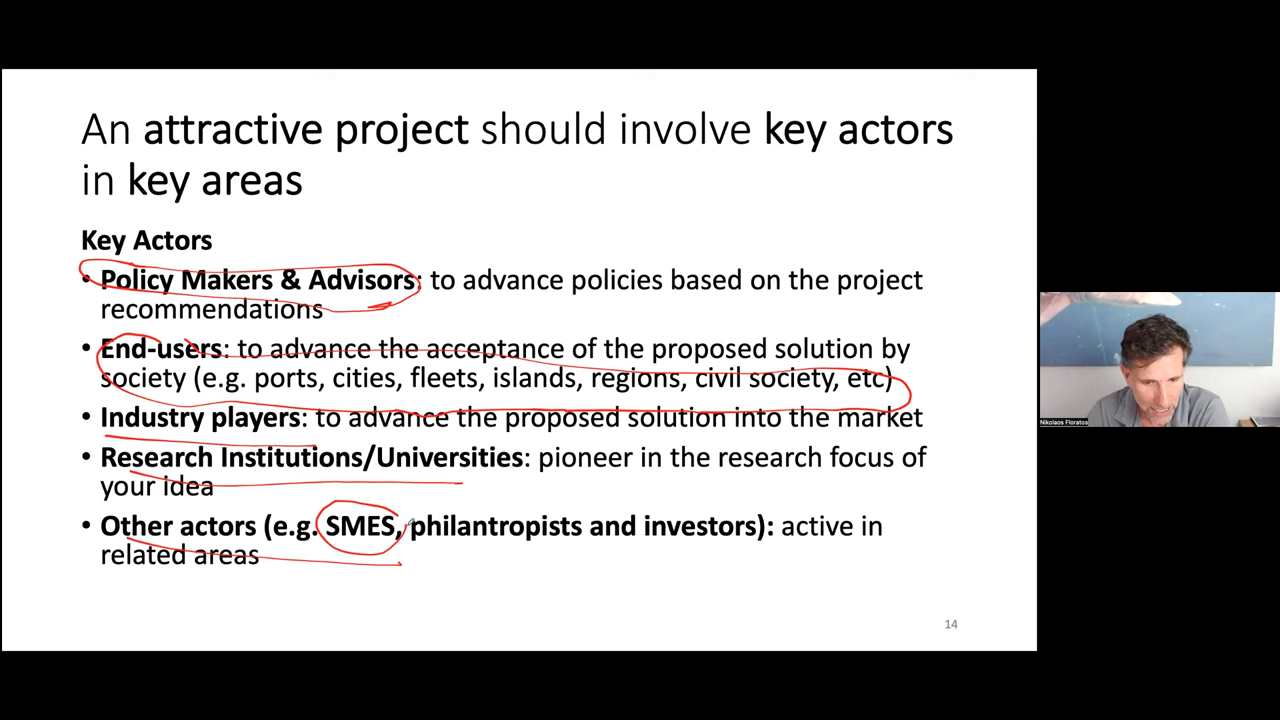 An attractive project should involve key actors
in key areas
Key Actors
• Policy Makers & Advisors: to advance policies based on the project
recommendations
• End-users: to advance the acceptance of the proposed solution by
society (e.g. ports, cities, fleets, islands, regions, civil society, etc)
• Industry players: to advance the proposed solution into the market
• Research Institutions/Universities: pioneer in the research focus of
your idea
• Other actors (e.g. SMES, philantropists and investors): active in
related areas
14
Nikolaos Floratos